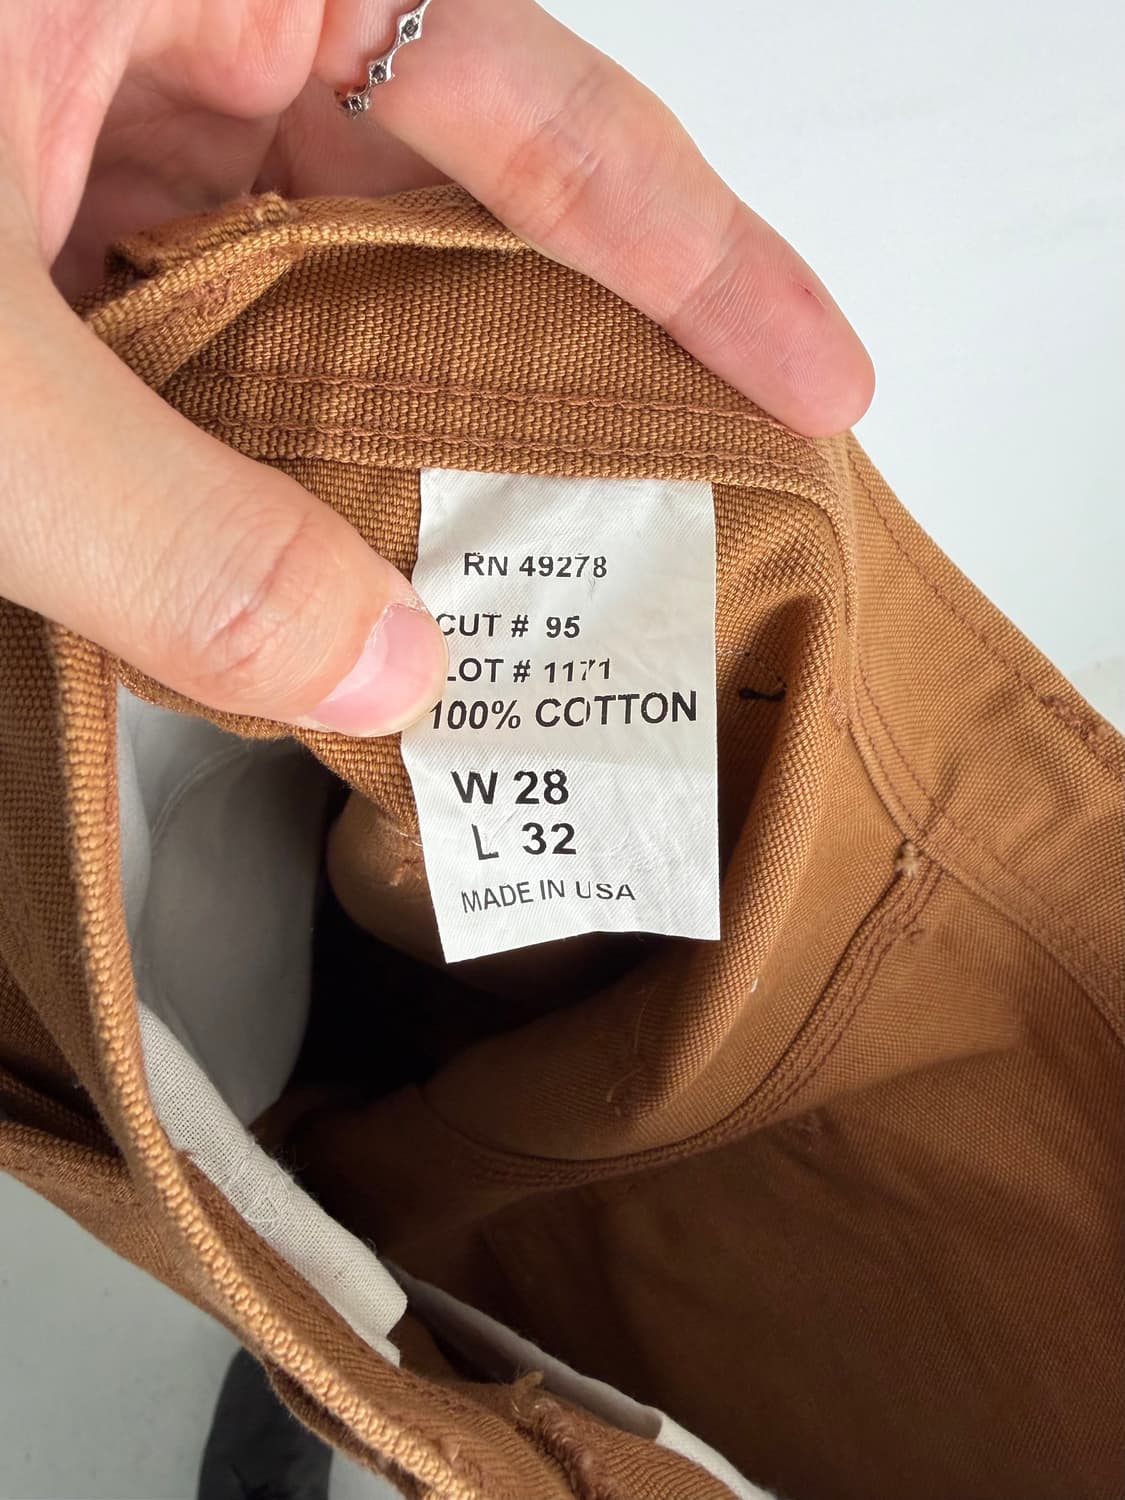 RN 49278
CUT # 95
LOT # 1171
100% COTTON
W 28
L 32
MADE IN USA